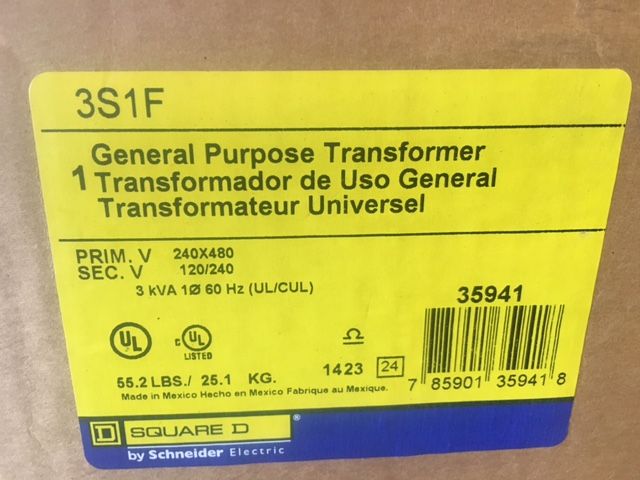 3S1F
1 General Purpose Transformer
Transformador de Uso General
Transformateur Universel
PRIM. V 240X480
SEC. V 120/240
3 kVA 1Ø 60 Hz (UL/CUL)
35941
UL
c UL
LISTED
1423 24
7 85901 35941 8
55.2 LBS./ 25.1 KG.
Made in Mexico Hecho en Mexico Fabrique au Mexique.
D SQUARE D ®
by Schneider Electric